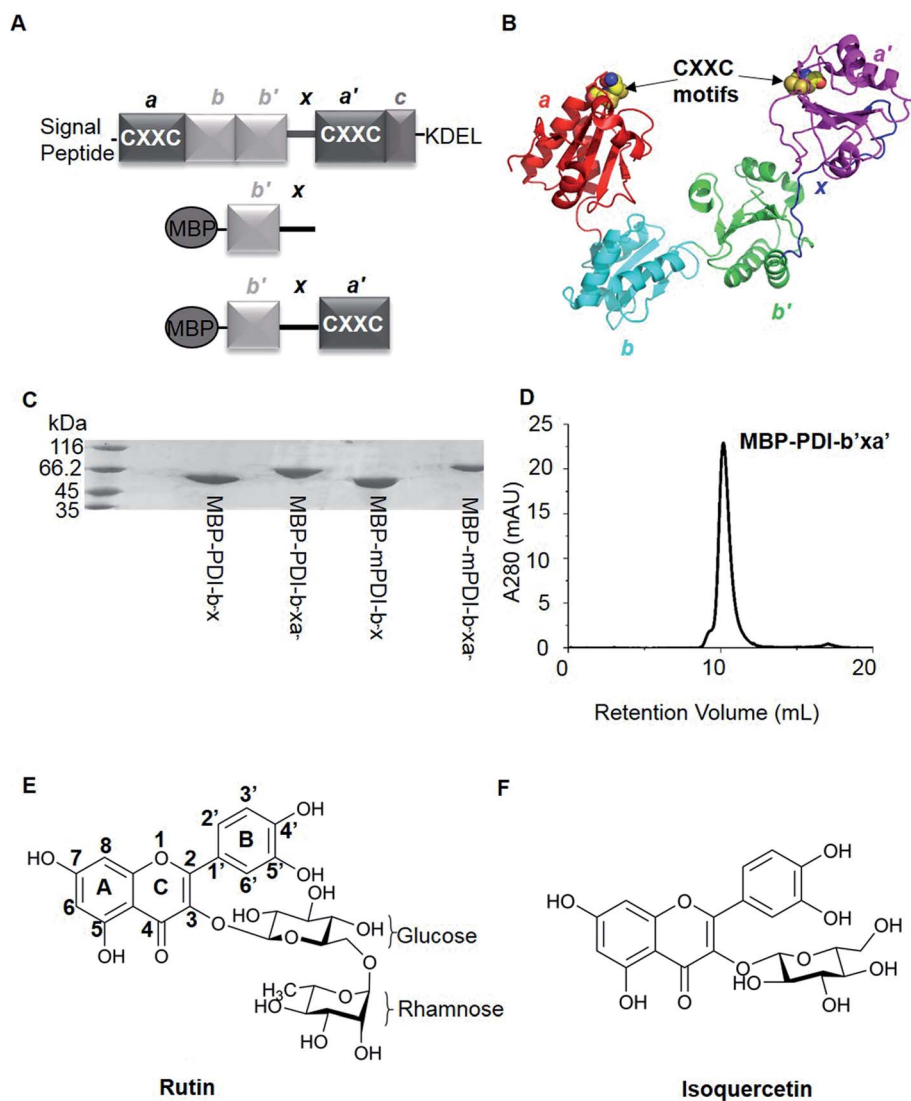 A
a b b' x a' c
Signal
Peptide
CXXC CXXC
KDEL
b' x
MBP
b' x a'
MBP CXXC
B
a'
CXXC
motifs
a
x
b'
b
C
kDa
116
66.2
45
35
MBP-PDI-b-x
MBP-PDI-b-xa-
MBP-mPDI-b-x
MBP-mPDI-b-xa-
D
MBP-PDI-b'xa'
A280 (mAU)
25
20
15
10
5
0
0 10 20
Retention Volume (mL)
E
3' OH
2' 4'
B
HO 7 8 1 O 2 1' 5' OH
A C 6'
6 5 4 3
OH O O
HO OH OH
O
Glucose
O
H₃C O
HO
HO OH
Rhamnose
Rutin
F
OH
HO O OH
OH O O
O OH
HO OH
OH
Isoquercetin